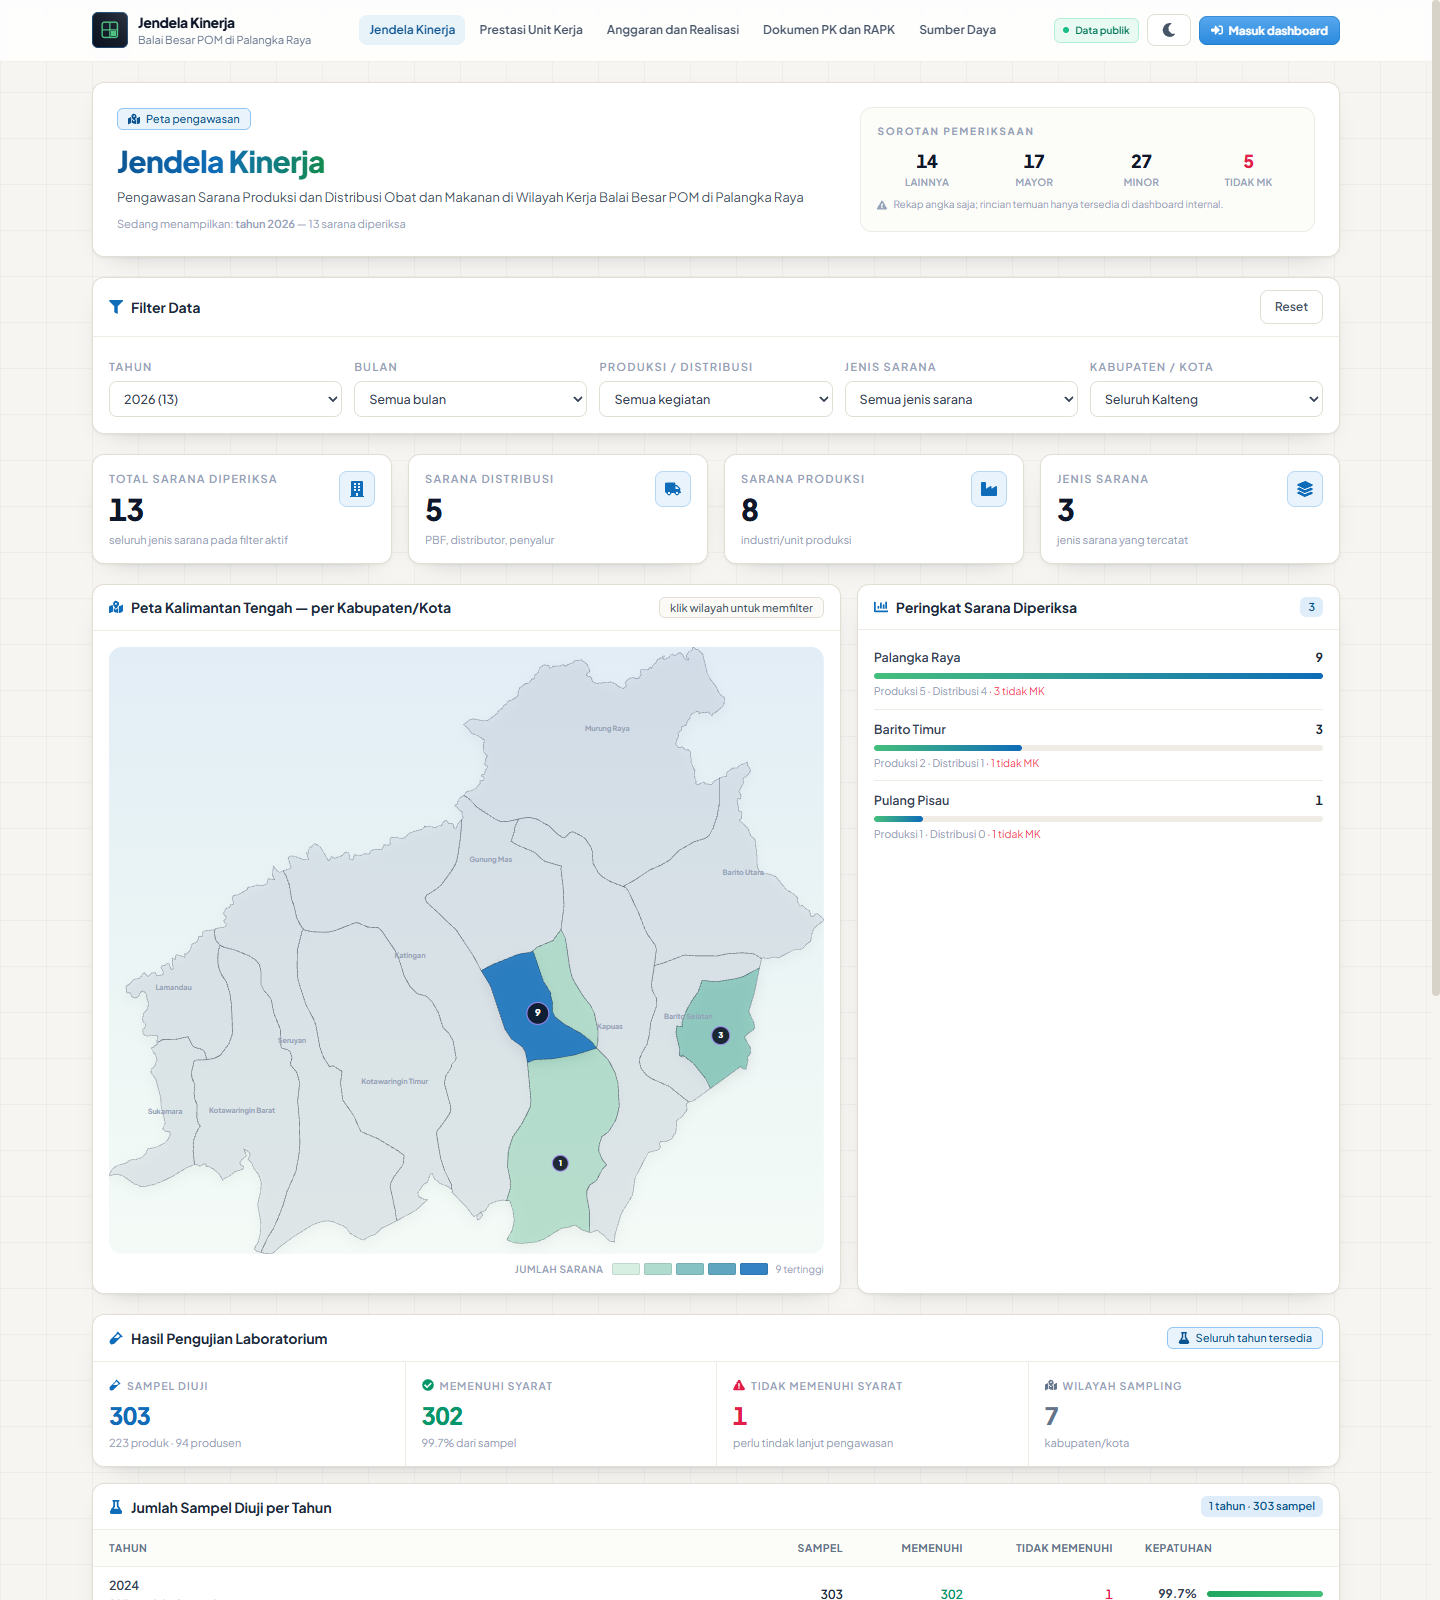 Jendela Kinerja
Balai Besar POM di Palangka Raya
Jendela Kinerja
Prestasi Unit Kerja
Anggaran dan Realisasi
Dokumen PK dan RAPK
Sumber Daya
Data publik
Masuk dashboard
Peta pengawasan
Jendela Kinerja
Pengawasan Sarana Produksi dan Distribusi Obat dan Makanan di Wilayah Kerja Balai Besar POM di Palangka Raya
Sedang menampilkan: tahun 2026 — 13 sarana diperiksa
SOROTAN PEMERIKSAAN
14 17 27 5
LAINNYA MAYOR MINOR TIDAK MK
Rekap angka saja; rincian temuan hanya tersedia di dashboard internal.
Filter Data
Reset
TAHUN BULAN PRODUKSI / DISTRIBUSI JENIS SARANA KABUPATEN / KOTA
2026 (13) Semua bulan Semua kegiatan Semua jenis sarana Seluruh Kalteng
TOTAL SARANA DIPERIKSA
13
seluruh jenis sarana pada filter aktif
SARANA DISTRIBUSI
5
PBF, distributor, penyalur
SARANA PRODUKSI
8
industri/unit produksi
JENIS SARANA
3
jenis sarana yang tercatat
Peta Kalimantan Tengah — per Kabupaten/Kota
klik wilayah untuk memfilter
Murung Raya
Gunung Mas
Barito Utara
Katingan
Lamandau
9
Barito Selatan
Kapuas
3
Seruyan
Kotawaringin Timur
Sukamara
Kotawaringin Barat
1
JUMLAH SARANA
9 tertinggi
Peringkat Sarana Diperiksa
3
Palangka Raya 9
Produksi 5 · Distribusi 4 · 3 tidak MK
Barito Timur 3
Produksi 2 · Distribusi 1 · 1 tidak MK
Pulang Pisau 1
Produksi 1 · Distribusi 0 · 1 tidak MK
Hasil Pengujian Laboratorium
Seluruh tahun tersedia
SAMPEL DIUJI
303
223 produk · 94 produsen
MEMENUHI SYARAT
302
99.7% dari sampel
TIDAK MEMENUHI SYARAT
1
perlu tindak lanjut pengawasan
WILAYAH SAMPLING
7
kabupaten/kota
Jumlah Sampel Diuji per Tahun
1 tahun · 303 sampel
TAHUN SAMPEL MEMENUHI TIDAK MEMENUHI KEPATUHAN
2024
303 302 1 99.7%